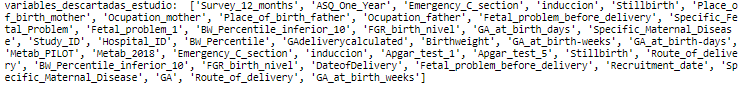 variables_descartadas_estudio:  ['Survey_12_months', 'ASQ_One_Year', 'Emergency_C_section', 'induccion', 'Stillbirth', 'Place_o
f_birth_mother', 'Ocupation_mother', 'Place_of_birth_father', 'Ocupation_father', 'Fetal_problem_before_delivery', 'Specific_Fe
tal_Problem', 'Fetal_problem_1', 'BW_Percentile_inferior_10', 'FGR_birth_nivel', 'GA_at_birth_days', 'Specific_Maternal_Diseas
e', 'Study_ID', 'Hospital_ID', 'BW_Percentile', 'GAdeliverycalculated', 'Birthweight', 'GA_at_birth-weeks', 'GA_at_birth-days',
'Metab_PILOT', 'Metab_2018', 'Emergency_C_section', 'induccion', 'Apgar_test_1', 'Apgar_test_5', 'Stillbirth', 'Route_of_delive
ry', 'BW_Percentile_inferior_10', 'FGR_birth_nivel', 'DateofDelivery', 'Fetal_problem_before_delivery', 'Recruitment_date', 'Sp
ecific_Maternal_Disease', 'GA', 'Route_of_delivery', 'GA_at_birth_weeks']